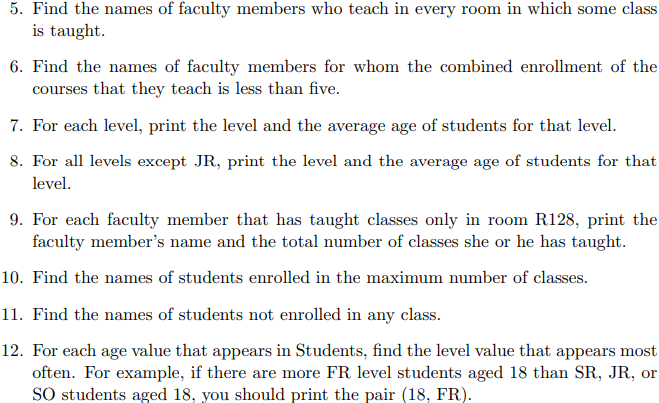 5. Find the names of faculty members who teach in every room in which some class
is taught.
6. Find the names of faculty members for whom the combined enrollment of the
courses that they teach is less than five.
7. For each level, print the level and the average age of students for that level.
8. For all levels except JR, print the level and the average age of students for that
level.
9. For each faculty member that has taught classes only in room R128, print the
faculty member's name and the total number of classes she or he has taught.
10. Find the names of students enrolled in the maximum number of classes.
11. Find the names of students not enrolled in any class.
12. For each age value that appears in Students, find the level value that appears most
often. For example, if there are more FR level students aged 18 than SR, JR, or
SO students aged 18, you should print the pair (18, FR).